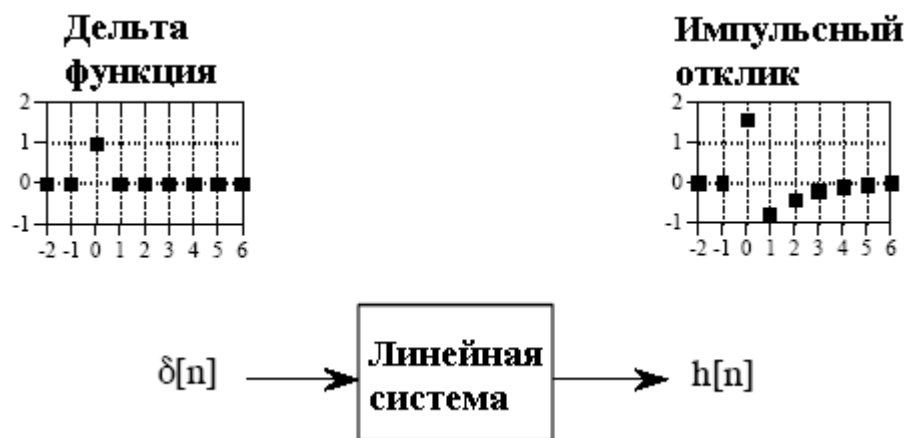 Дельта
функция
2
1
0
-1
-2 -1 0 1 2 3 4 5 6
Импульсный
отклик
2
1
0
-1
-2 -1 0 1 2 3 4 5 6
δ[n]
Линейная
система
h[n]